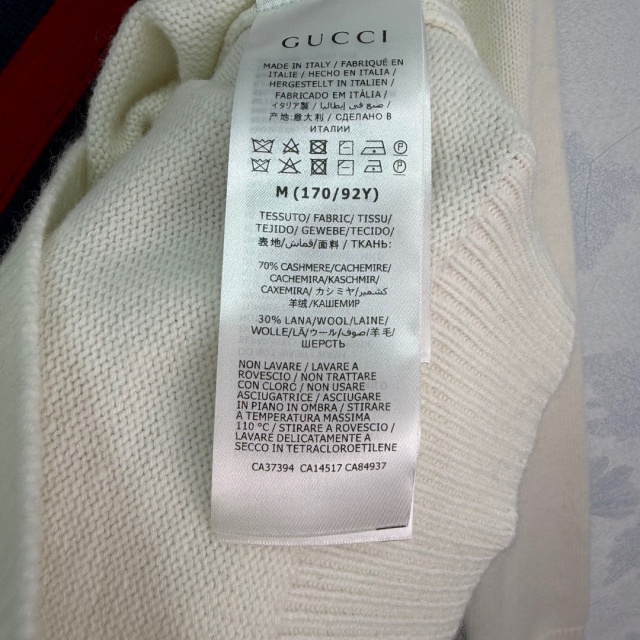 GUCCI
MADE IN ITALY / FABRIQUÉ EN
ITALIE / HECHO EN ITALIA /
HERGESTELLT IN ITALIEN /
FABRICADO EM ITÁLIA /
イタリア製 / صنع في إيطاليا /
产地:意大利 / СДЕЛАНО В
ИТАЛИИ
M (170/92Y)
TESSUTO/ FABRIC/ TISSU/
TEJIDO/ GEWEBE/ TECIDO/
表地/قماش/面料 / ТКАНЬ:
70% CASHMERE/CACHEMIRE/
CACHEMIRA/KASCHMIR/
CAXEMIRA/ カシミヤ/كشمير/
羊绒/КАШЕМИР
30% LANA/WOOL/LAINE/
WOLLE/LÃ/ウール/صوف/羊毛/
ШЕРСТЬ
NON LAVARE / LAVARE A
ROVESCIO / NON TRATTARE
CON CLORO / NON USARE
ASCIUGATRICE / ASCIUGARE
IN PIANO IN OMBRA / STIRARE
A TEMPERATURA MASSIMA
110 °C / STIRARE A ROVESCIO /
LAVARE DELICATAMENTE A
SECCO IN TETRACLOROETILENE
CA37394 CA14517 CA84937